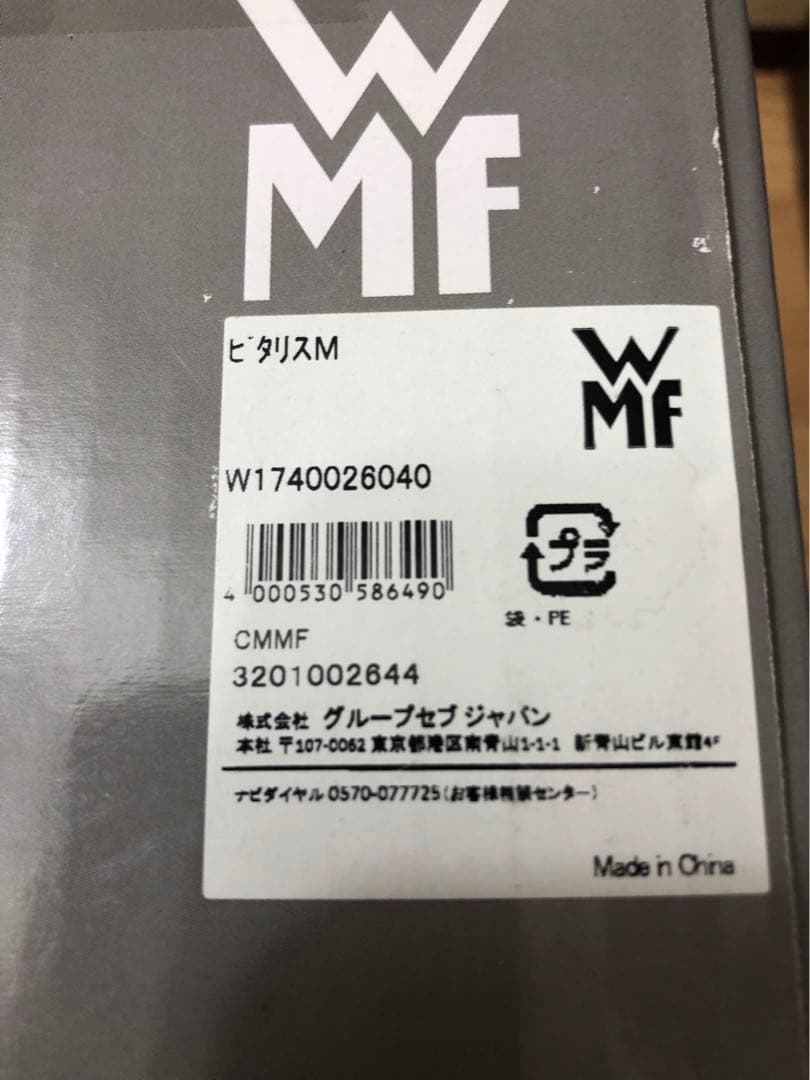 WMF
ビタリスM
WMF
W1740026040
プラ
4 000530 586490
袋・PE
CMMF
3201002644
株式会社 グループセブ ジャパン
本社 〒107-0062 東京都港区南青山1-1-1 新青山ビル東館4F
ナビダイヤル 0570-077725(お客様相談センター)
Made in China